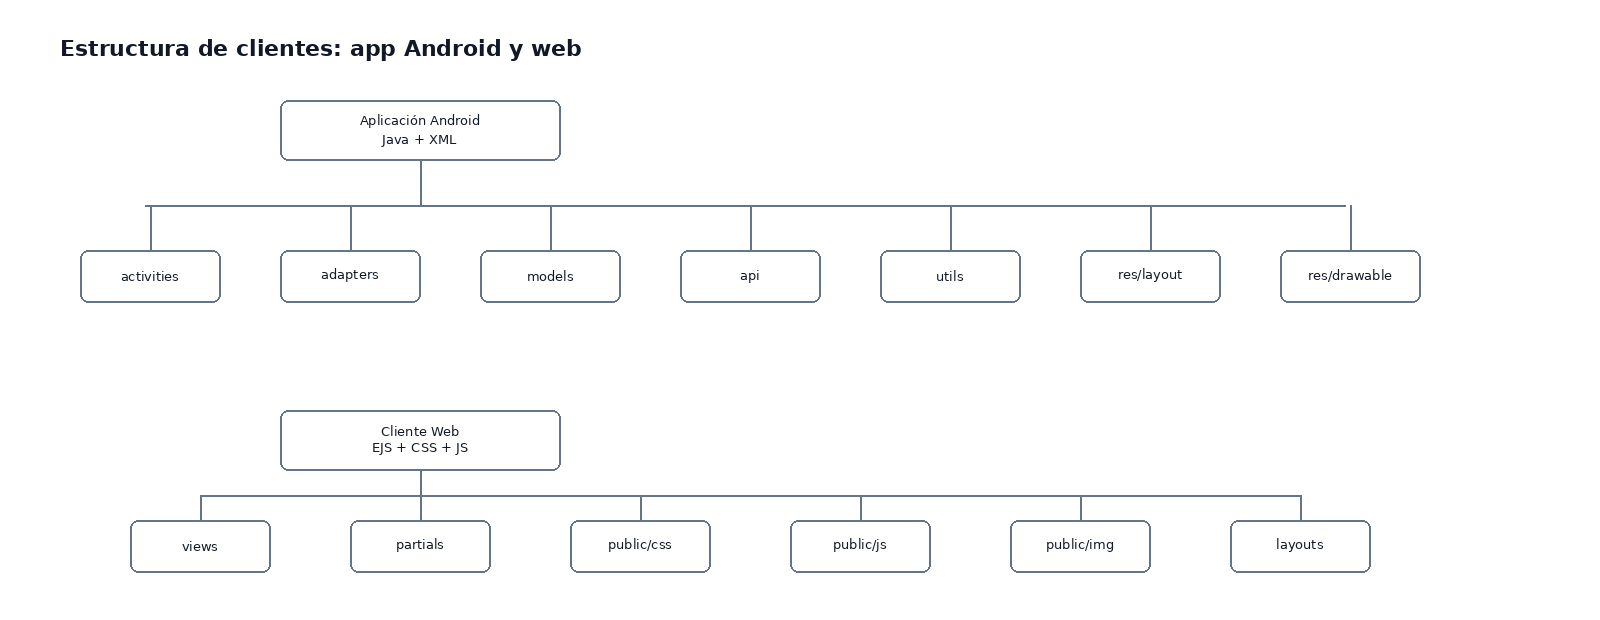 Estructura de clientes: app Android y web
Aplicación Android
Java + XML
activities
adapters
models
api
utils
res/layout
res/drawable
Cliente Web
EJS + CSS + JS
views
partials
public/css
public/js
public/img
layouts